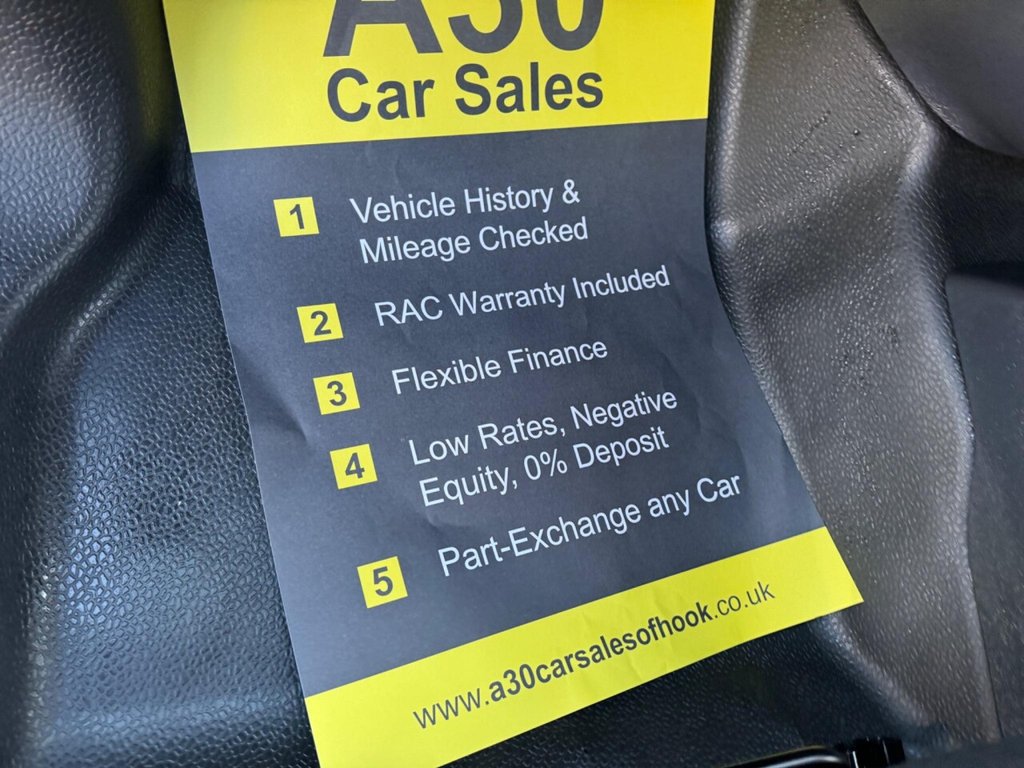 A30
Car Sales
1 Vehicle History &
Mileage Checked
2 RAC Warranty Included
3 Flexible Finance
4 Low Rates, Negative
Equity, 0% Deposit
5 Part-Exchange any Car
www.a30carsalesofhook.co.uk